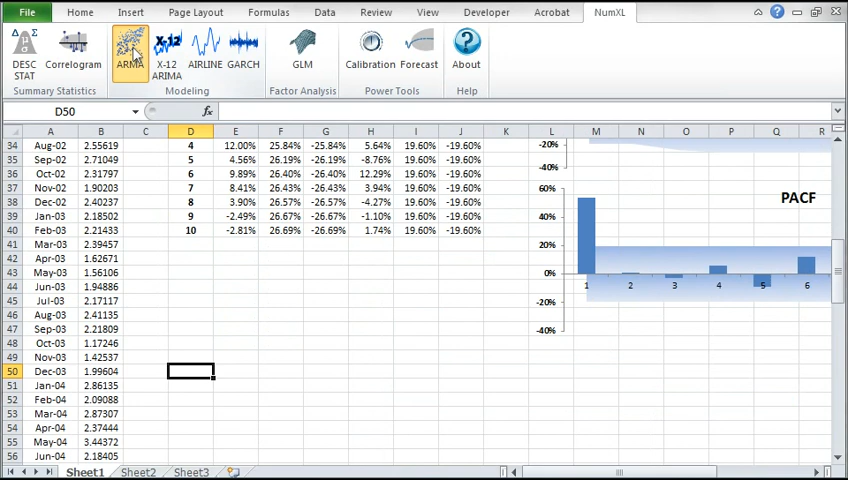 File Home Insert Page Layout Formulas Data Review View Developer Acrobat NumXL
DESC STAT Correlogram ARMA X-12 ARIMA AIRLINE GARCH GLM Calibration Forecast About
Summary Statistics Modeling Factor Analysis Power Tools Help
D50 fx
A B C D E F G H I J K L M N O P Q R
34 Aug-02 2.55619 4 12.00% 25.84% -25.84% 5.64% 19.60% -19.60% -20%
35 Sep-02 2.71049 5 4.56% 26.19% -26.19% -8.76% 19.60% -19.60% -40%
36 Oct-02 2.31797 6 9.89% 26.40% -26.40% 12.29% 19.60% -19.60%
37 Nov-02 1.90203 7 8.41% 26.43% -26.43% 3.94% 19.60% -19.60% 60%
38 Dec-02 2.40237 8 3.90% 26.57% -26.57% -4.27% 19.60% -19.60% PACF
39 Jan-03 2.18502 9 -2.49% 26.67% -26.67% -1.10% 19.60% -19.60% 40%
40 Feb-03 2.21433 10 -2.81% 26.69% -26.69% 1.74% 19.60% -19.60%
41 Mar-03 2.39457 20%
42 Apr-03 1.62671
43 May-03 1.56106 0%
44 Jun-03 1.94886 1 2 3 4 5 6
45 Jul-03 2.17117 -20%
46 Aug-03 2.41135
47 Sep-03 2.21809 -40%
48 Oct-03 1.17246
49 Nov-03 1.42537
50 Dec-03 1.99604
51 Jan-04 2.86135
52 Feb-04 2.09088
53 Mar-04 2.87307
54 Apr-04 2.37444
55 May-04 3.44372
56 Jun-04 2.18405
Sheet1 Sheet2 Sheet3